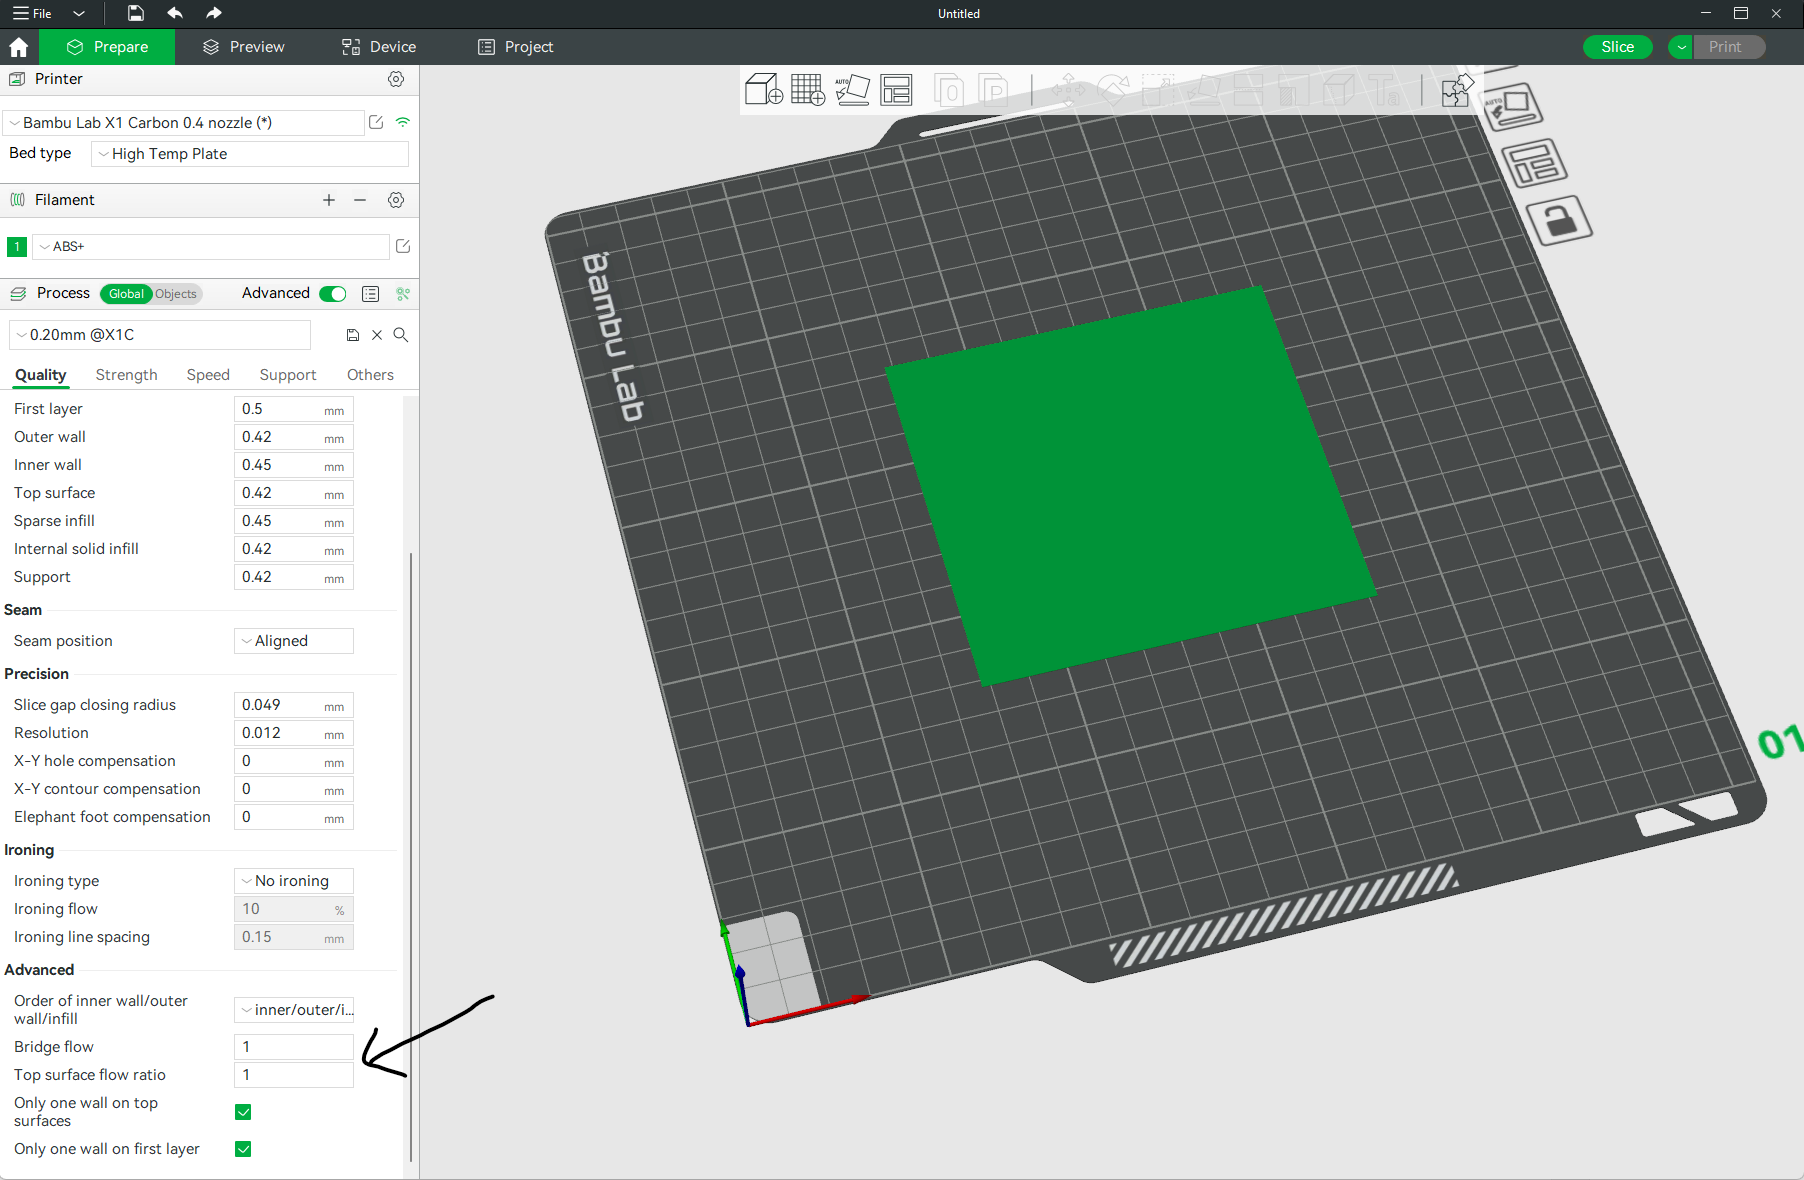 File
Untitled
Prepare
Preview
Device
Project
Slice
Print
Printer
Bambu Lab X1 Carbon 0.4 nozzle (*)
Bed type
High Temp Plate
Filament
1
ABS+
Process
Global
Objects
Advanced
0.20mm @X1C
Quality
Strength
Speed
Support
Others
First layer 0.5 mm
Outer wall 0.42 mm
Inner wall 0.45 mm
Top surface 0.42 mm
Sparse infill 0.45 mm
Internal solid infill 0.42 mm
Support 0.42 mm
Seam
Seam position Aligned
Precision
Slice gap closing radius 0.049 mm
Resolution 0.012 mm
X-Y hole compensation 0 mm
X-Y contour compensation 0 mm
Elephant foot compensation 0 mm
Ironing
Ironing type No ironing
Ironing flow 10 %
Ironing line spacing 0.15 mm
Advanced
Order of inner wall/outer
wall/infill
inner/outer/i...
Bridge flow 1
Top surface flow ratio 1
Only one wall on top
surfaces
Only one wall on first layer
AUTO
O
P
Ta
AUTO
Bambu Lab
01